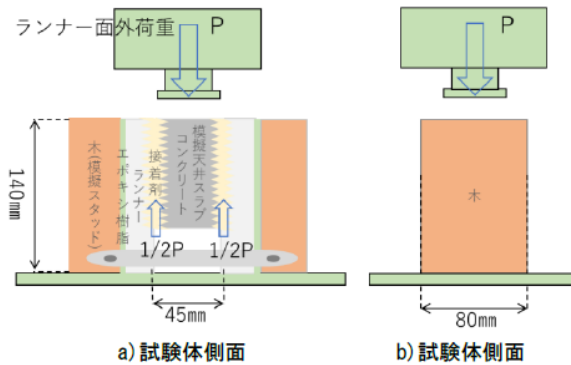 ランナー面外荷重
P
P
140mm
木(模擬スタッド)
エポキシ樹脂
ランナー
接着剤
コンクリート
模擬天井スラブ
木
1/2P
1/2P
45mm
80mm
a)試験体側面
b)試験体側面